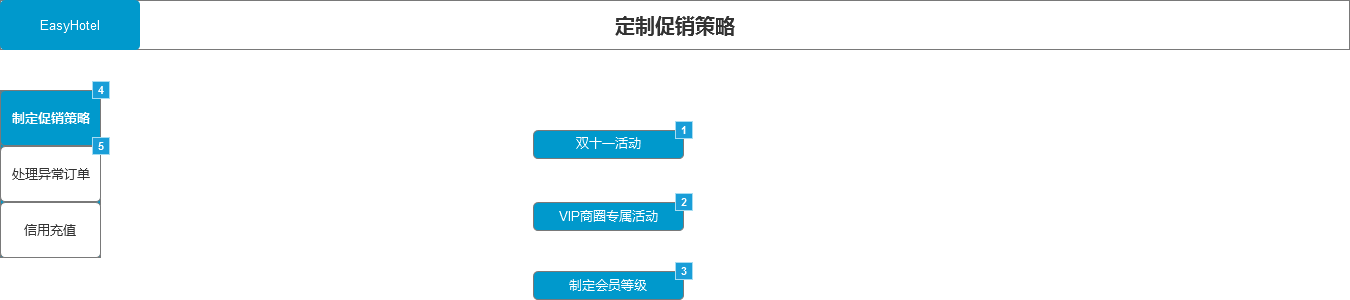 EasyHotel
定制促销策略
4
制定促销策略
5
处理异常订单
信用充值
1
双十一活动
2
VIP商圈专属活动
3
制定会员等级